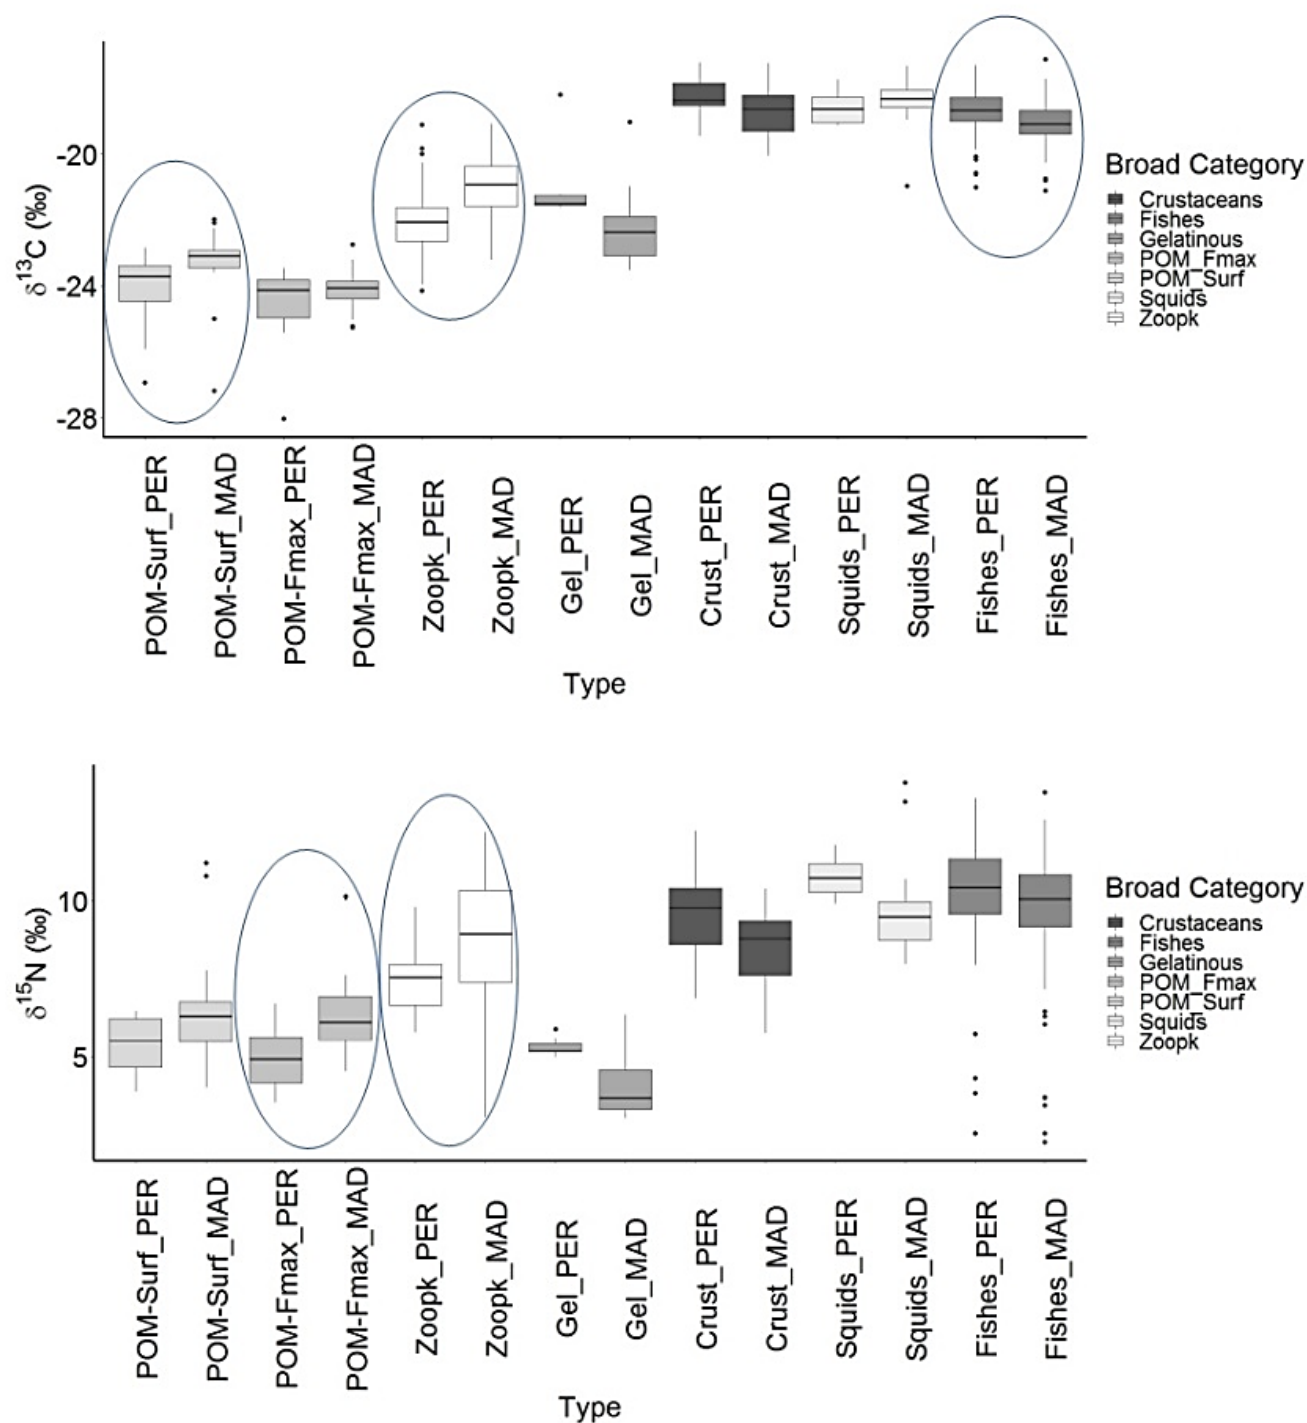 δ13C (‰)
-20
-24
-28
POM-Surf_PER
POM-Surf_MAD
POM-Fmax_PER
POM-Fmax_MAD
Zoopk_PER
Zoopk_MAD
Gel_PER
Gel_MAD
Crust_PER
Crust_MAD
Squids_PER
Squids_MAD
Fishes_PER
Fishes_MAD
Type
Broad Category
Crustaceans
Fishes
Gelatinous
POM_Fmax
POM_Surf
Squids
Zoopk
δ15N (‰)
10
5
POM-Surf_PER
POM-Surf_MAD
POM-Fmax_PER
POM-Fmax_MAD
Zoopk_PER
Zoopk_MAD
Gel_PER
Gel_MAD
Crust_PER
Crust_MAD
Squids_PER
Squids_MAD
Fishes_PER
Fishes_MAD
Type
Broad Category
Crustaceans
Fishes
Gelatinous
POM_Fmax
POM_Surf
Squids
Zoopk